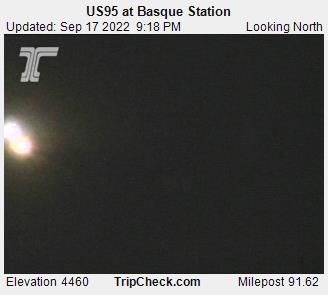 US95 at Basque Station
Updated: Sep 17 2022 9:18 PM Looking North
Elevation 4460 TripCheck.com Milepost 91.62